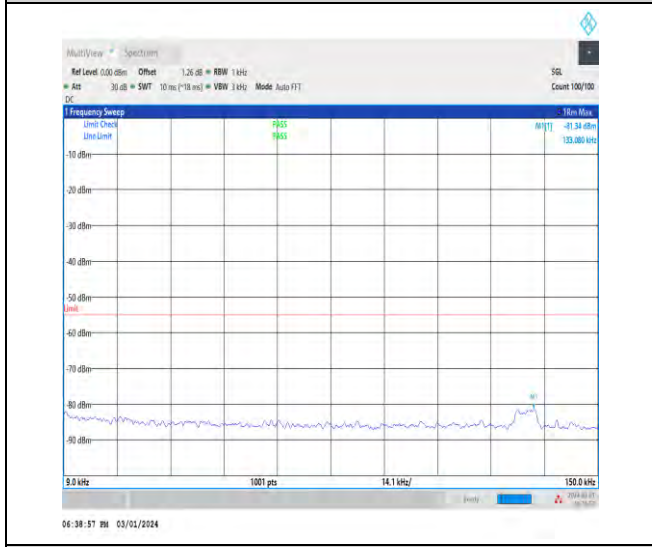 MultiView Spectrum
Ref Level 0.00 dBm Offset 1.26 dB RBW 1 kHz SGL
Att 30 dB SWT 10 ms (~18 ms) VBW 3 kHz Mode Auto FFT Count 100/100
DC
1 Frequency Sweep 1Rm Max
Limit Check PASS M1[1] -81.34 dBm
Line Limit PASS 133.080 kHz
-10 dBm
-20 dBm
-30 dBm
-40 dBm
-50 dBm
Limit
-60 dBm
-70 dBm
M1
-80 dBm
-90 dBm
9.0 kHz 1001 pts 14.1 kHz/ 150.0 kHz
Ready
06:38:57 PM 03/01/2024